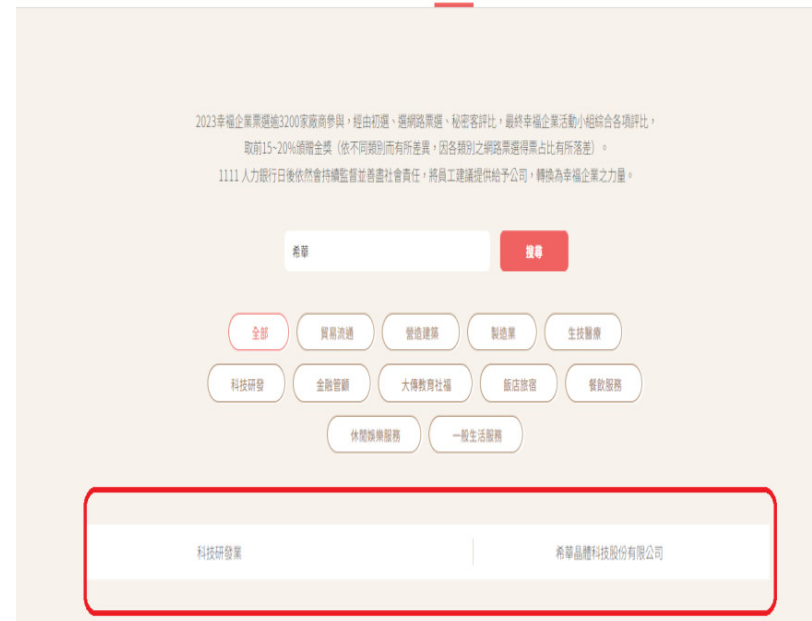 2023幸福企業票選逾3200家廠商參與，經由初選、選網路票選、秘密客評比，最終幸福企業活動小組綜合各項評比，
取前15~20%頒贈金獎（依不同類別而有所差異，因各類別之網路票選得票占比有所落差）。
1111 人力銀行日後依然會持續監督並善盡社會責任，將員工建議提供給予公司，轉換為幸福企業之力量。
希華 搜尋
全部 貿易流通 營造建築 製造業 生技醫療
科技研發 金融管顧 大傳教育社福 飯店旅宿 餐飲服務
休閒娛樂服務 一般生活服務
科技研發業 希華晶體科技股份有限公司